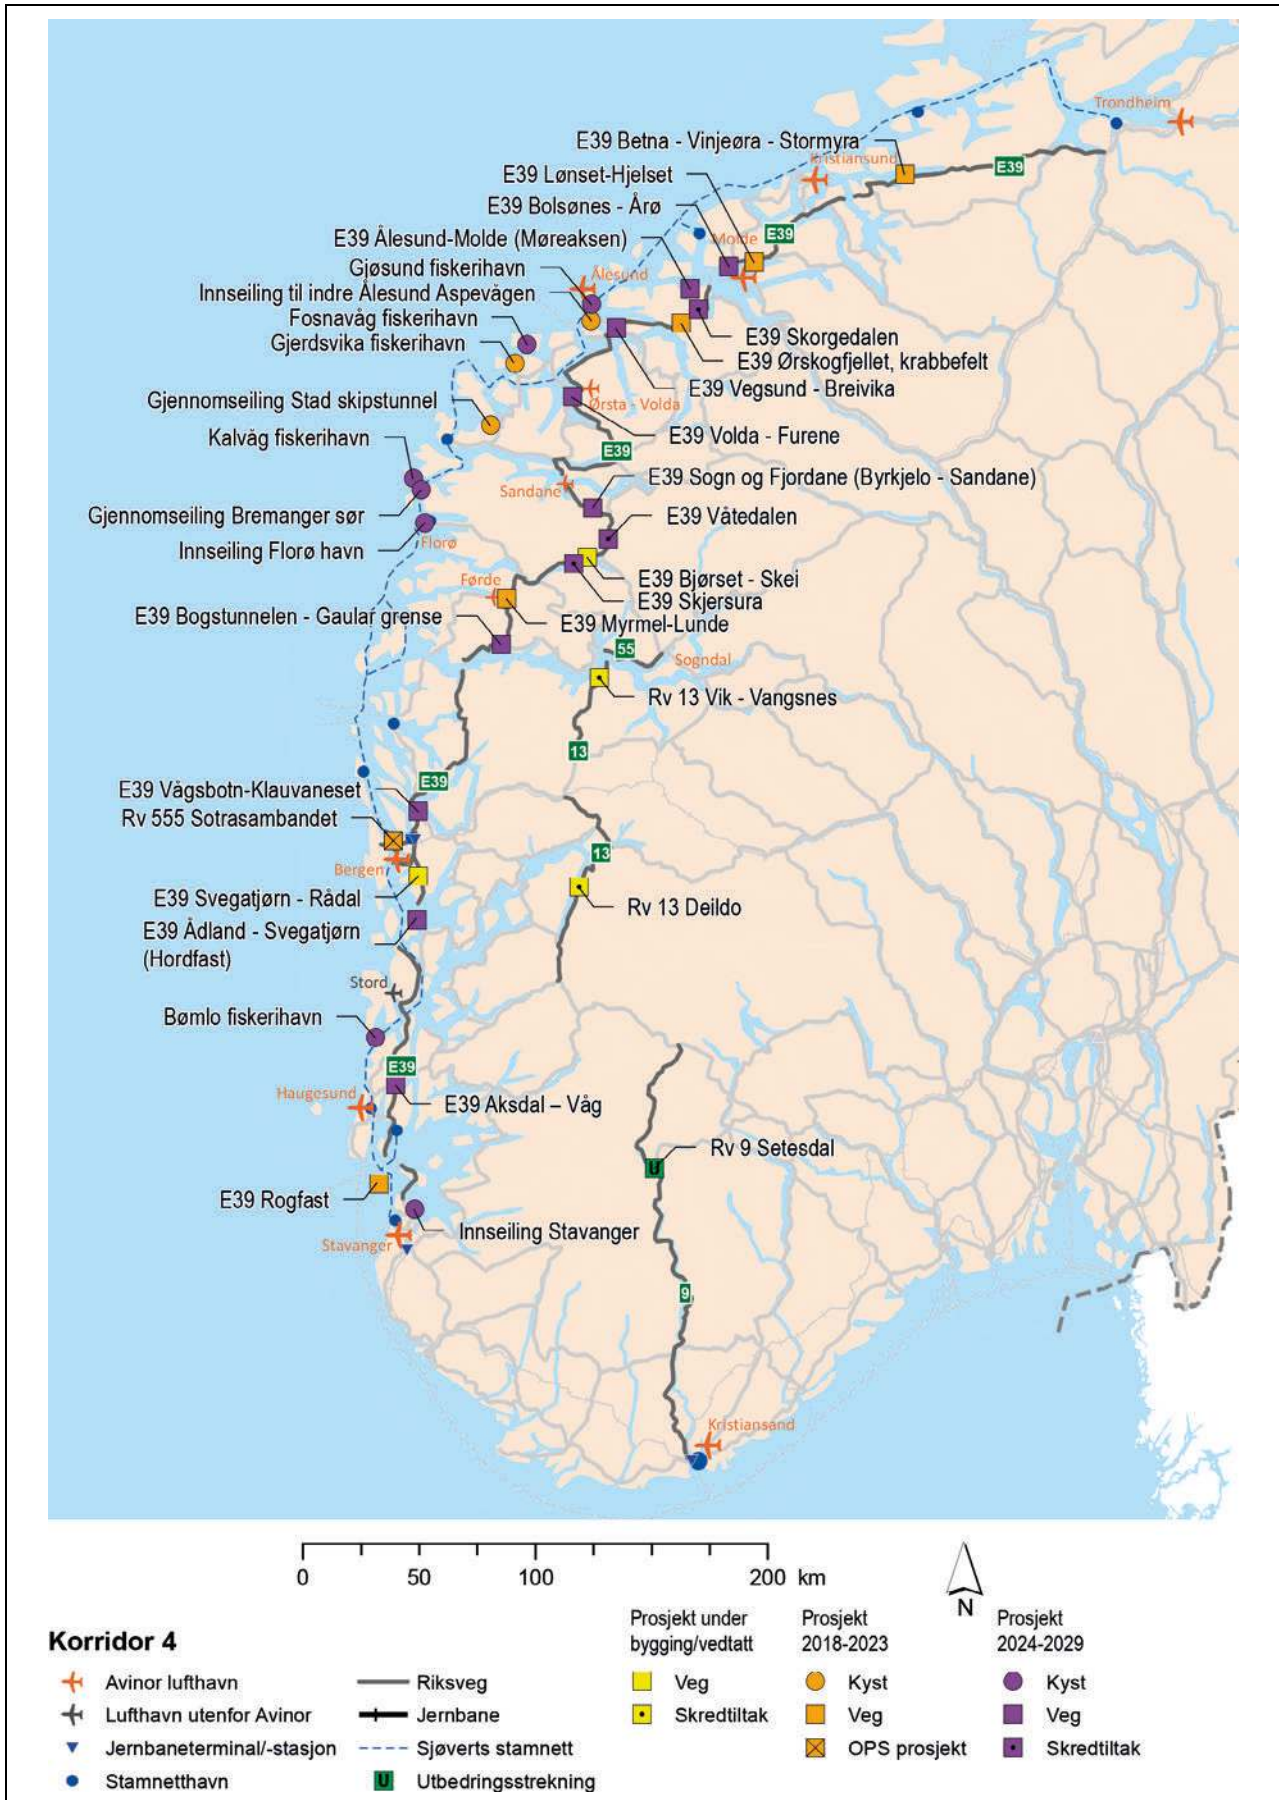 Trondheim
E39 Betna - Vinjeøra - Stormyra
Kristiansund
E39
E39 Lønset-Hjelset
E39 Bolsønes - Årø
E39
E39 Ålesund-Molde (Møreaksen)
Molde
Gjøsund fiskerihavn
Ålesund
Innseiling til indre Ålesund Aspevågen
Fosnavåg fiskerihavn
E39 Skorgedalen
Gjerdsvika fiskerihavn
E39 Ørskogfjellet, krabbefelt
E39 Vegsund - Breivika
Gjennomseiling Stad skipstunnel
Ørsta - Volda
Kalvåg fiskerihavn
E39 Volda - Furene
E39
E39 Sogn og Fjordane (Byrkjelo - Sandane)
Sandane
Gjennomseiling Bremanger sør
E39 Våtedalen
Innseiling Florø havn
Florø
E39 Bjørset - Skei
Førde
E39 Skjersura
E39 Bogstunnelen - Gaular grense
E39 Myrmel-Lunde
55
Sogndal
Rv 13 Vik - Vangsnes
13
E39
E39 Vågsbotn-Klauvaneset
Rv 555 Sotrasambandet
13
Bergen
E39 Svegatjørn - Rådal
Rv 13 Deildo
E39 Ådland - Svegatjørn
(Hordfast)
Stord
Bømlo fiskerihavn
E39
Haugesund
E39 Aksdal – Våg
Rv 9 Setesdal
U
E39 Rogfast
Innseiling Stavanger
Stavanger
9
Kristiansand
0 50 100 200 km
N
Korridor 4
Avinor lufthavn
Lufthavn utenfor Avinor
Jernbaneterminal/-stasjon
Stamnetthavn
Riksveg
Jernbane
Sjøverts stamnett
U Utbedringsstrekning
Prosjekt under
bygging/vedtatt
Veg
Skredtiltak
Prosjekt
2018-2023
Kyst
Veg
OPS prosjekt
Prosjekt
2024-2029
Kyst
Veg
Skredtiltak